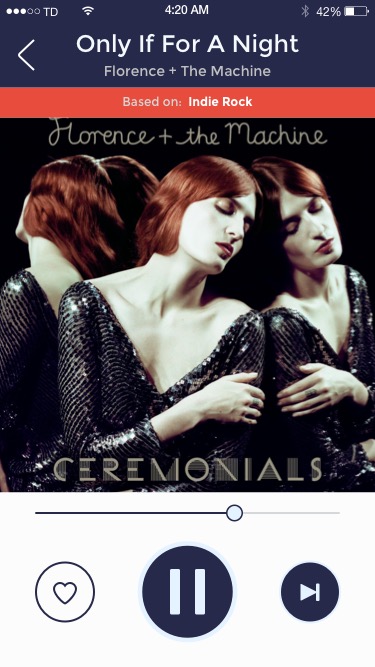 TD 4:20 AM 42%
Only If For A Night
Florence + The Machine
Based on: Indie Rock
Florence + the Machine
CEREMONIALS